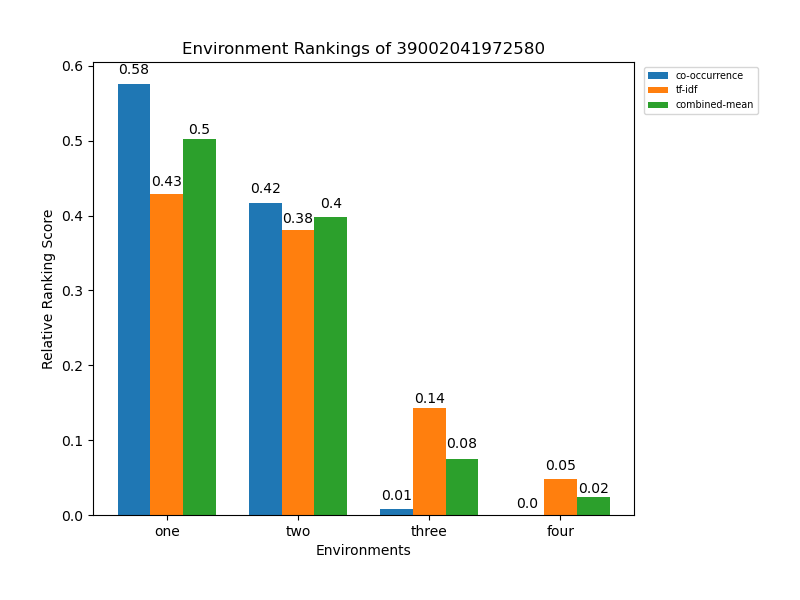 Environment Rankings of 39002041972580
co-occurrence
tf-idf
combined-mean
Relative Ranking Score
0.6
0.5
0.4
0.3
0.2
0.1
0.0
0.58
0.43
0.5
0.42
0.38
0.4
0.01
0.14
0.08
0.0
0.05
0.02
one two three four
Environments